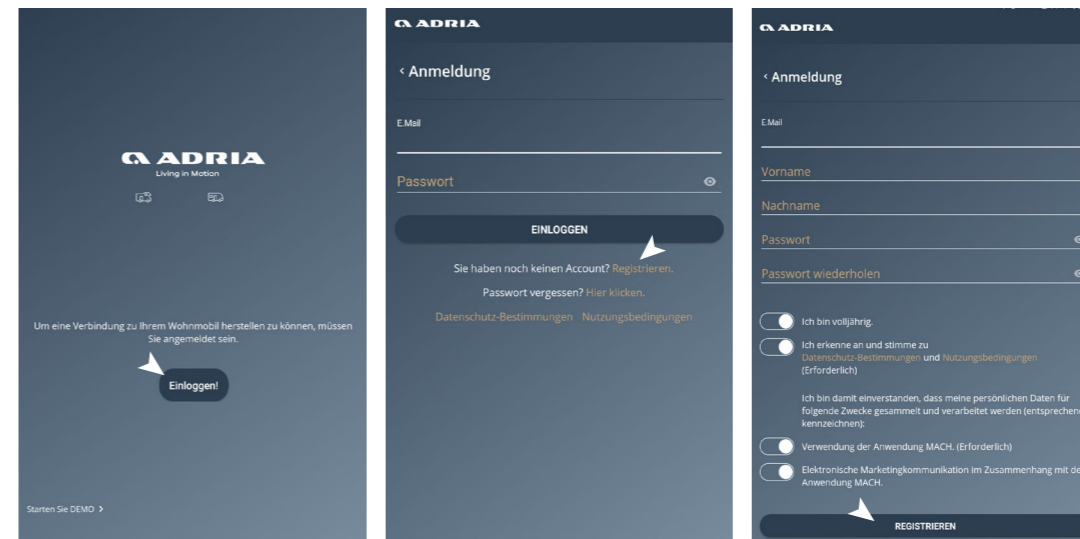 ADRIA
Living in Motion
Um eine Verbindung zu Ihrem Wohnmobil herstellen zu können, müssen
Sie angemeldet sein.
Einloggen!
Starten Sie DEMO >
ADRIA
< Anmeldung
E.Mail
Passwort
EINLOGGEN
Sie haben noch keinen Account? Registrieren.
Passwort vergessen? Hier klicken.
Datenschutz-Bestimmungen Nutzungsbedingungen
ADRIA
< Anmeldung
E.Mail
Vorname
Nachname
Passwort
Passwort wiederholen
Ich bin volljährig.
Ich erkenne an und stimme zu
Datenschutz-Bestimmungen und Nutzungsbedingungen
(Erforderlich)
Ich bin damit einverstanden, dass meine persönlichen Daten für
folgende Zwecke gesammelt und verarbeitet werden (entsprechend
kennzeichnen):
Verwendung der Anwendung MACH. (Erforderlich)
Elektronische Marketingkommunikation im Zusammenhang mit de
Anwendung MACH.
REGISTRIEREN